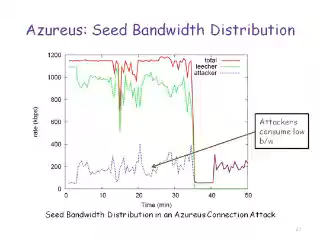 Azureus: Seed Bandwidth Distribution
1200
1000
800
600
400
200
0
rate (kbps)
total
leecher
attacker
0
10
20
30
40
50
Time (min)
Attackers
consume low
b/w
Seed Bandwidth Distribution in an Azureus Connection Attack